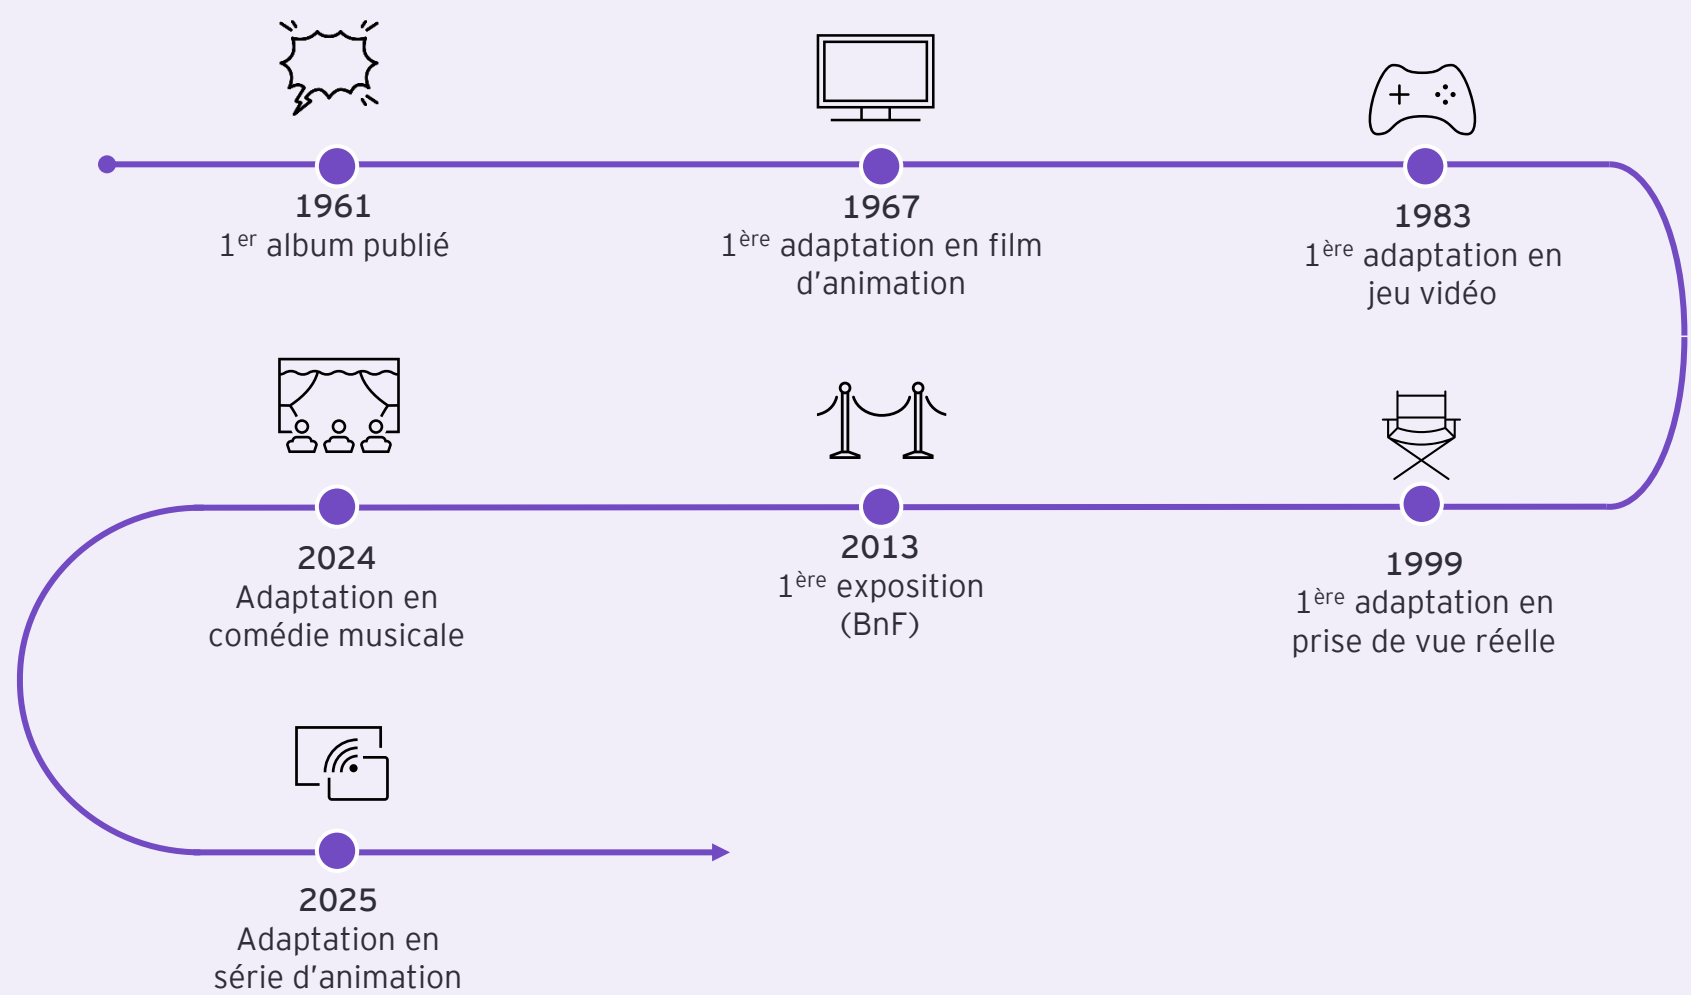 1961
1er album publié
1967
1ère adaptation en film
d’animation
1983
1ère adaptation en
jeu vidéo
1999
1ère adaptation en
prise de vue réelle
2013
1ère exposition
(BnF)
2024
Adaptation en
comédie musicale
2025
Adaptation en
série d’animation